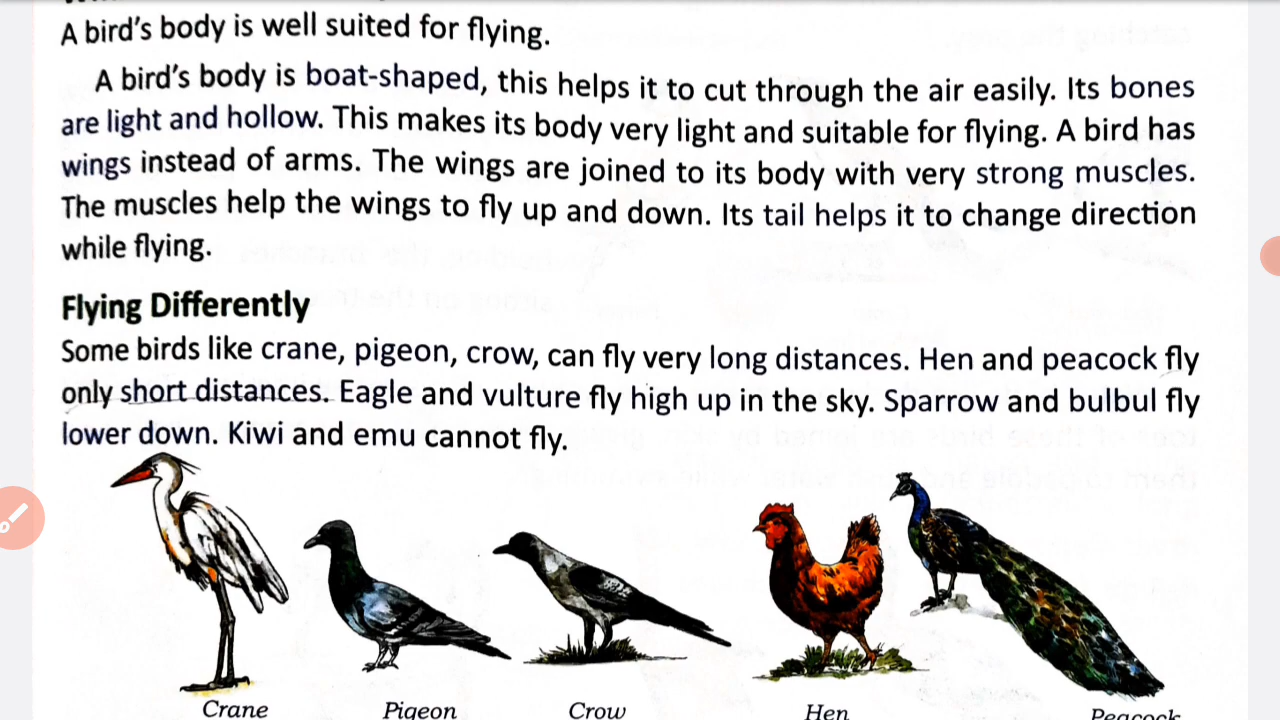 A bird's body is well suited for flying.
A bird's body is boat-shaped, this helps it to cut through the air easily. Its bones
are light and hollow. This makes its body very light and suitable for flying. A bird has
wings instead of arms. The wings are joined to its body with very strong muscles.
The muscles help the wings to fly up and down. Its tail helps it to change direction
while flying.
Flying Differently
Some birds like crane, pigeon, crow, can fly very long distances. Hen and peacock fly
only short distances. Eagle and vulture fly high up in the sky. Sparrow and bulbul fly
lower down. Kiwi and emu cannot fly.
Crane Pigeon Crow Hen Peacock